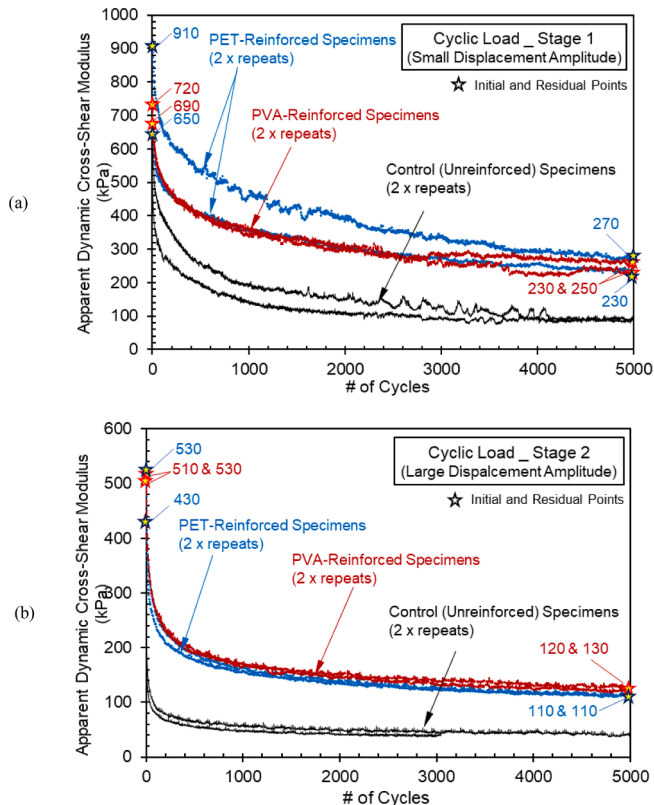 (a)
Apparent Dynamic Cross-Shear Modulus
(kPa)
1000
900
800
700
600
500
400
300
200
100
0
910
720
690
650
PET-Reinforced Specimens
(2 x repeats)
PVA-Reinforced Specimens
(2 x repeats)
Control (Unreinforced) Specimens
(2 x repeats)
Cyclic Load _ Stage 1
(Small Displacement Amplitude)
Initial and Residual Points
270
230 & 250
230
0 1000 2000 3000 4000 5000
# of Cycles
(b)
Apparent Dynamic Cross-Shear Modulus
(kPa)
600
500
400
300
200
100
0
530
510 & 530
430
PET-Reinforced Specimens
(2 x repeats)
PVA-Reinforced Specimens
(2 x repeats)
Control (Unreinforced) Specimens
(2 x repeats)
Cyclic Load _ Stage 2
(Large Dispalcement Amplitude)
Initial and Residual Points
120 & 130
110 & 110
0 1000 2000 3000 4000 5000
# of Cycles